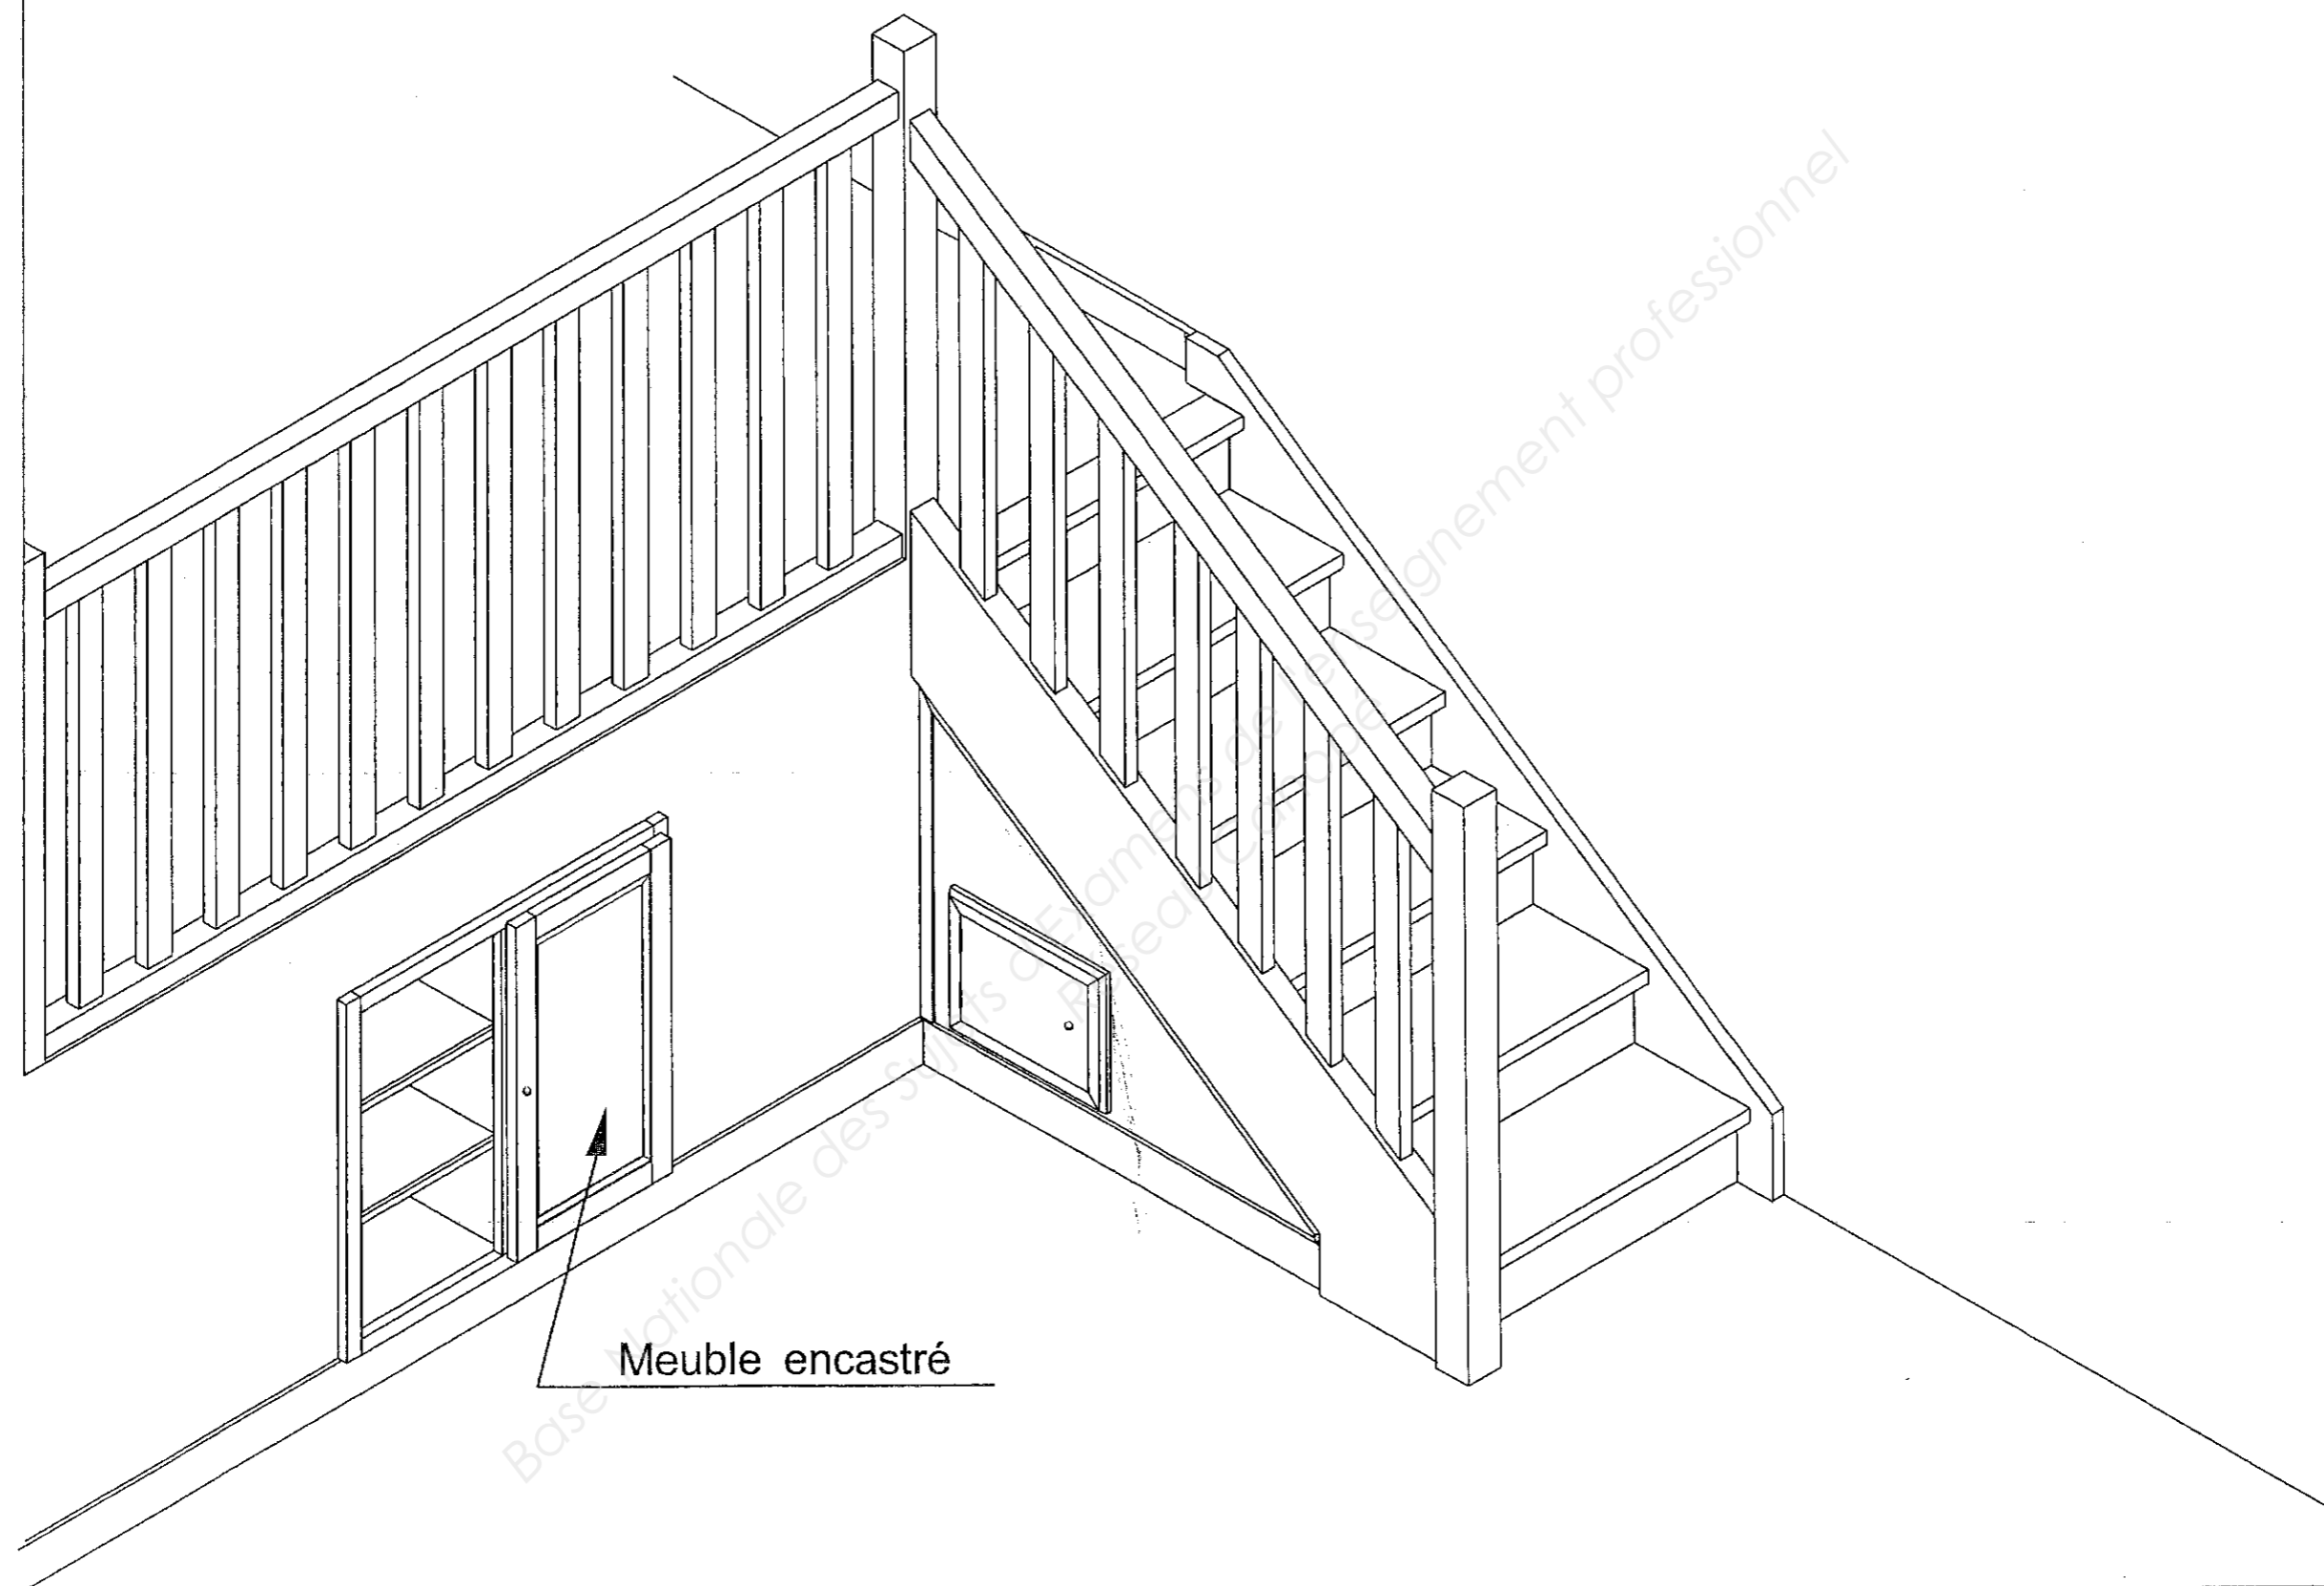 Meuble encastré
Base Nationale des Sujets d'Examens de l'enseignement professionnel
Réseau Canopé